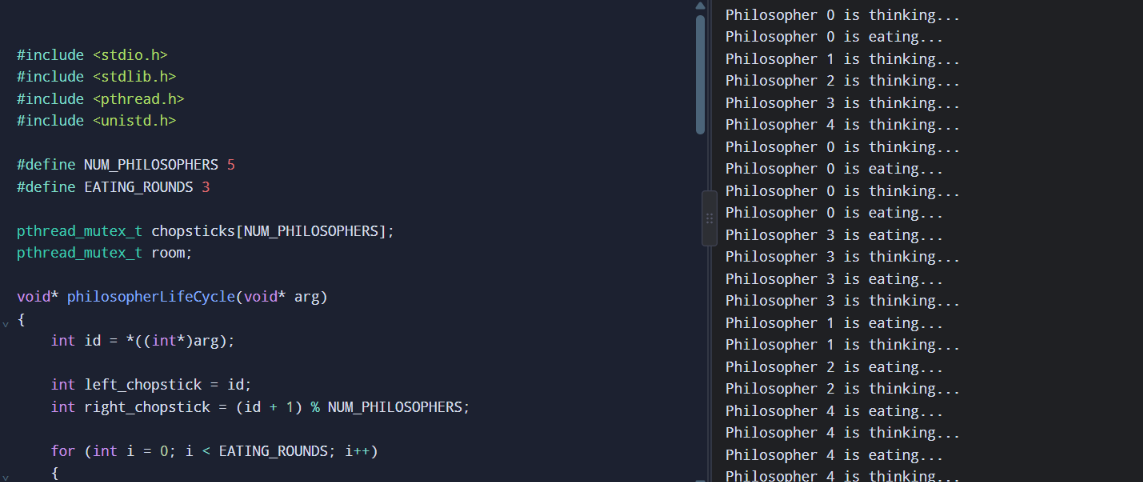 #include <stdio.h>
#include <stdlib.h>
#include <pthread.h>
#include <unistd.h>
#define NUM_PHILOSOPHERS 5
#define EATING_ROUNDS 3
pthread_mutex_t chopsticks[NUM_PHILOSOPHERS];
pthread_mutex_t room;
void* philosopherLifeCycle(void* arg)
{
    int id = *((int*)arg);
    int left_chopstick = id;
    int right_chopstick = (id + 1) % NUM_PHILOSOPHERS;
    for (int i = 0; i < EATING_ROUNDS; i++)
    {
Philosopher 0 is thinking...
Philosopher 0 is eating...
Philosopher 1 is thinking...
Philosopher 2 is thinking...
Philosopher 3 is thinking...
Philosopher 4 is thinking...
Philosopher 0 is thinking...
Philosopher 0 is eating...
Philosopher 0 is thinking...
Philosopher 0 is eating...
Philosopher 3 is eating...
Philosopher 3 is thinking...
Philosopher 3 is eating...
Philosopher 3 is thinking...
Philosopher 1 is eating...
Philosopher 1 is thinking...
Philosopher 2 is eating...
Philosopher 2 is thinking...
Philosopher 4 is eating...
Philosopher 4 is thinking...
Philosopher 4 is eating...
Philosopher 4 is thinking...